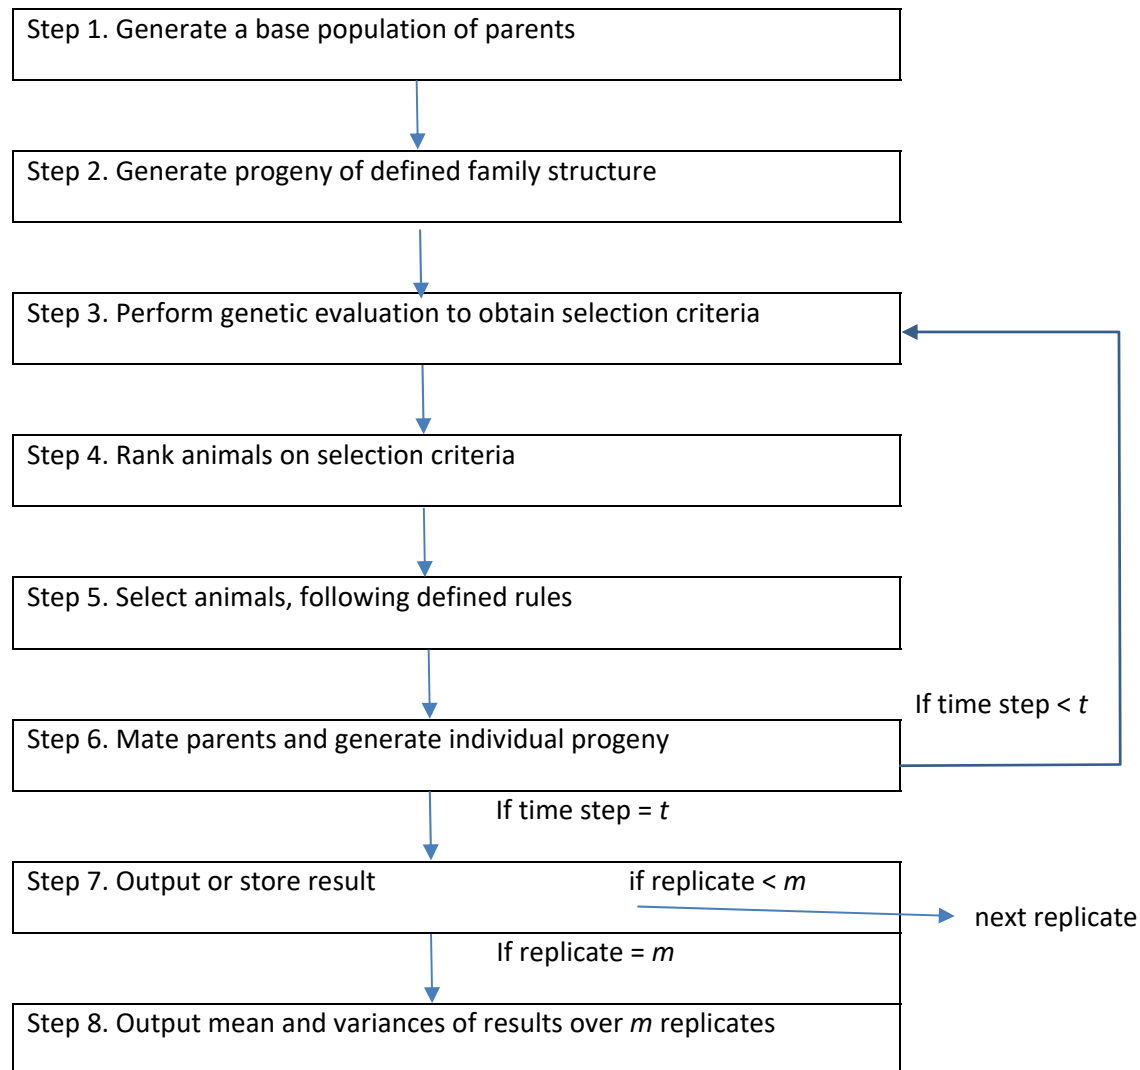 Step 1. Generate a base population of parents
Step 2. Generate progeny of defined family structure
Step 3. Perform genetic evaluation to obtain selection criteria
Step 4. Rank animals on selection criteria
Step 5. Select animals, following defined rules
If time step < t
Step 6. Mate parents and generate individual progeny
If time step = t
Step 7. Output or store result if replicate < m
next replicate
If replicate = m
Step 8. Output mean and variances of results over m replicates